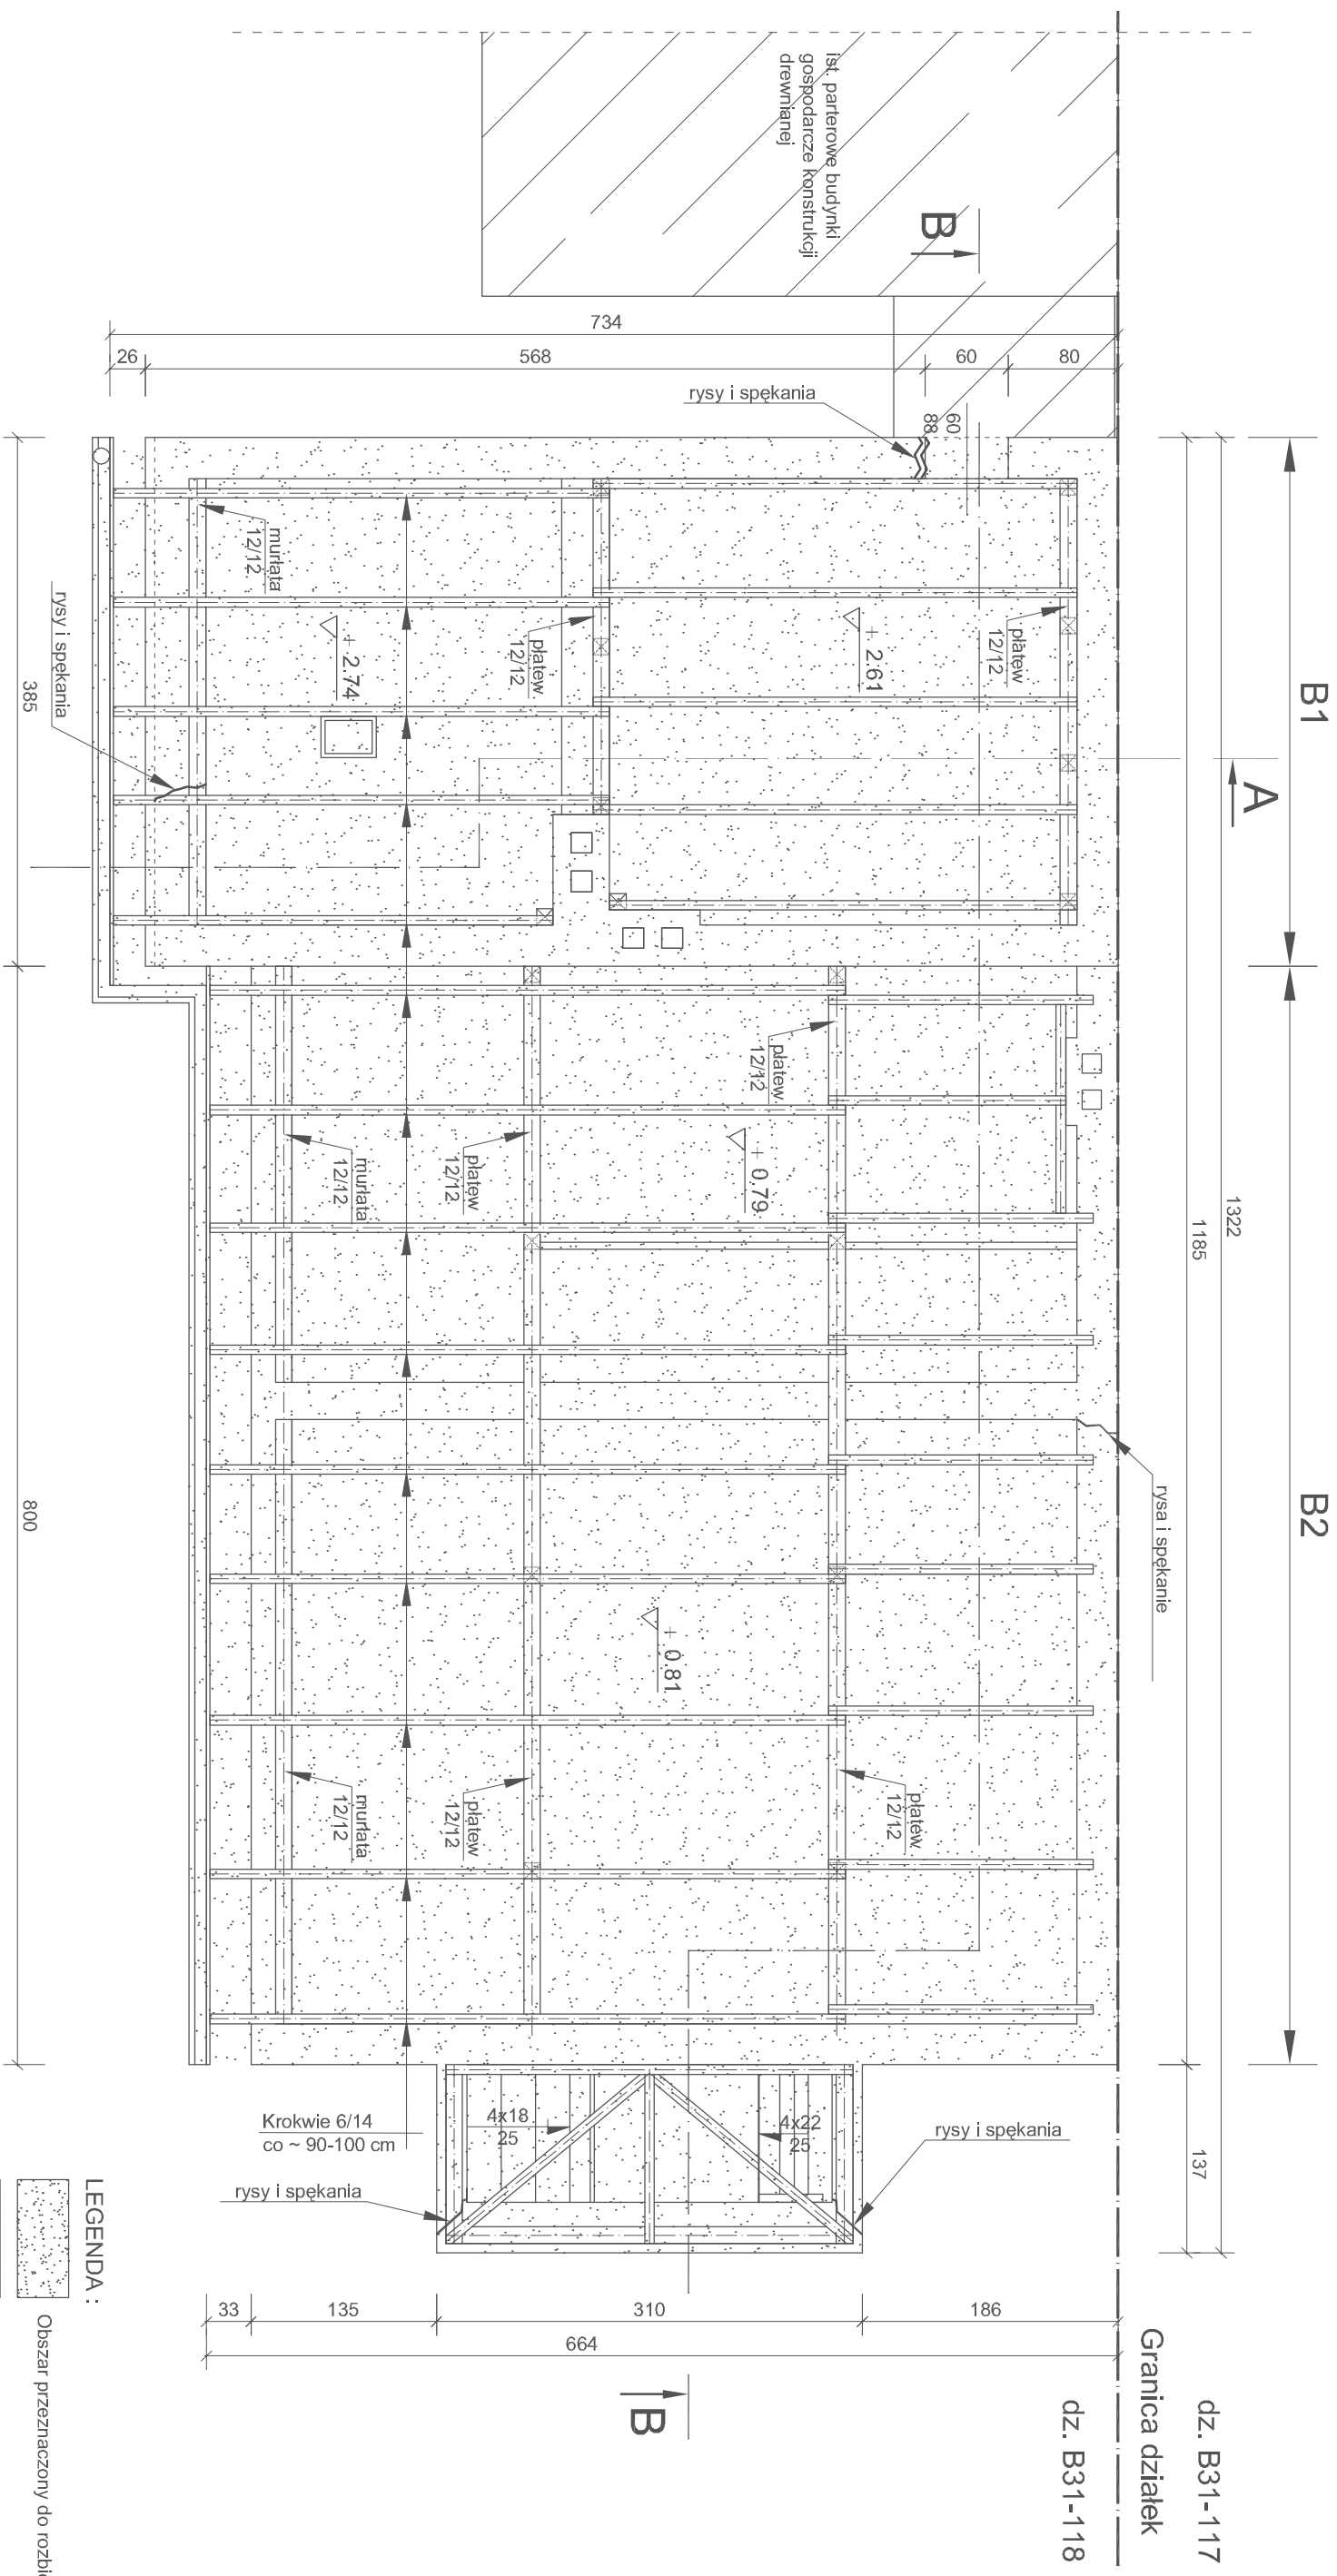 B1
B2
A
1322
1185
137
ist. parterowe budynki
gospodarcze konstrukcji
drewnianej
B
734
26
568
60
80
rysy i spękania
60
88
murłata
12/12
płatew
12/12
płatew
12/12
+ 2.61
+ 2.74
rysy i spękania
385
800
płatew
12/12
+ 0.79
murłata
12/12
płatew
12/12
rysa i spękanie
+ 0.81
murłata
12/12
płatew
12/12
płatew
12/12
Krokwie 6/14
co ~ 90-100 cm
4x18
25
4x22
25
rysy i spękania
rysy i spękania
33
135
310
186
664
B
Granica działek
dz. B31-117
dz. B31-118
LEGENDA :
Obszar przeznaczony do